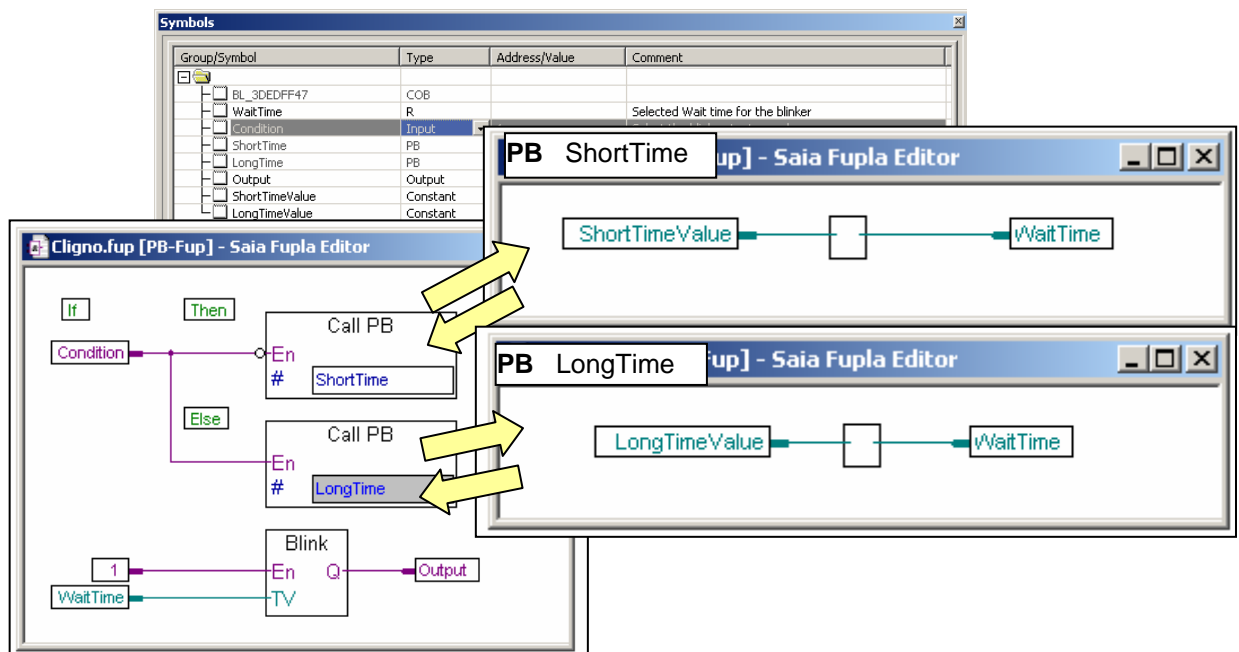 Symbols
Group/Symbol Type Address/Value Comment
BL_3DEDFF47 COB
WaitTime R Selected Wait time for the blinker
Condition Input
ShortTime PB
LongTime PB
Output Output
ShortTimeValue Constant
LongTimeValue Constant
PB ShortTime up] - Saia Fupla Editor
ShortTimeValue WaitTime
Cligno.fup [PB-Fup] - Saia Fupla Editor
If Then
Call PB
Condition En
# ShortTime
Else
Call PB
En
# LongTime
Blink
1 En Q Output
WaitTime TV
PB LongTime up] - Saia Fupla Editor
LongTimeValue WaitTime